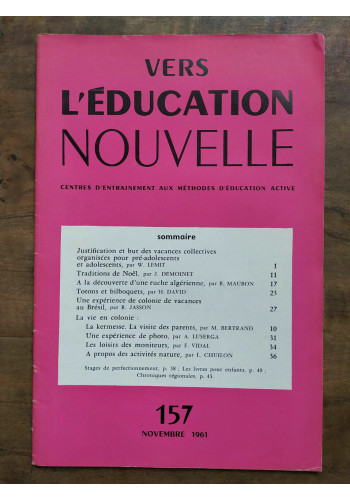 VERS
L'ÉDUCATION
NOUVELLE
CENTRES D'ENTRAINEMENT AUX MÉTHODES D'ÉDUCATION ACTIVE
sommaire
Justification et but des vacances collectives
organisées pour pré-adolescents
et adolescents, par W. LEMIT 1
Traditions de Noël, par J. DEMOINET 11
A la découverte d'une ruche algérienne, par B. MAUBON 17
Totons et bilboquets, par H. DAVID 23
Une expérience de colonie de vacances
au Brésil, par R. JASSON 27
La vie en colonie :
La kermesse. La visite des parents, par M. BERTRAND 10
Une expérience de photo, par A. LUSERGA 31
Les loisirs des moniteurs, par F. VIDAL 34
A propos des activités nature, par L. CHUILON 36
Stages de perfectionnement, p. 38 ; Les livres pour enfants, p. 40 ;
Chroniques régionales, p. 45.
157
NOVEMBRE 1961